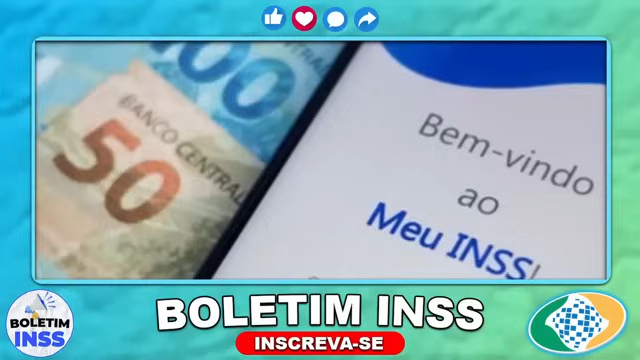 100
BANCO CENTRAL
50
Bem-vindo
ao
Meu INSS!
BOLETIM
INSS
BOLETIM INSS
INSCREVA-SE